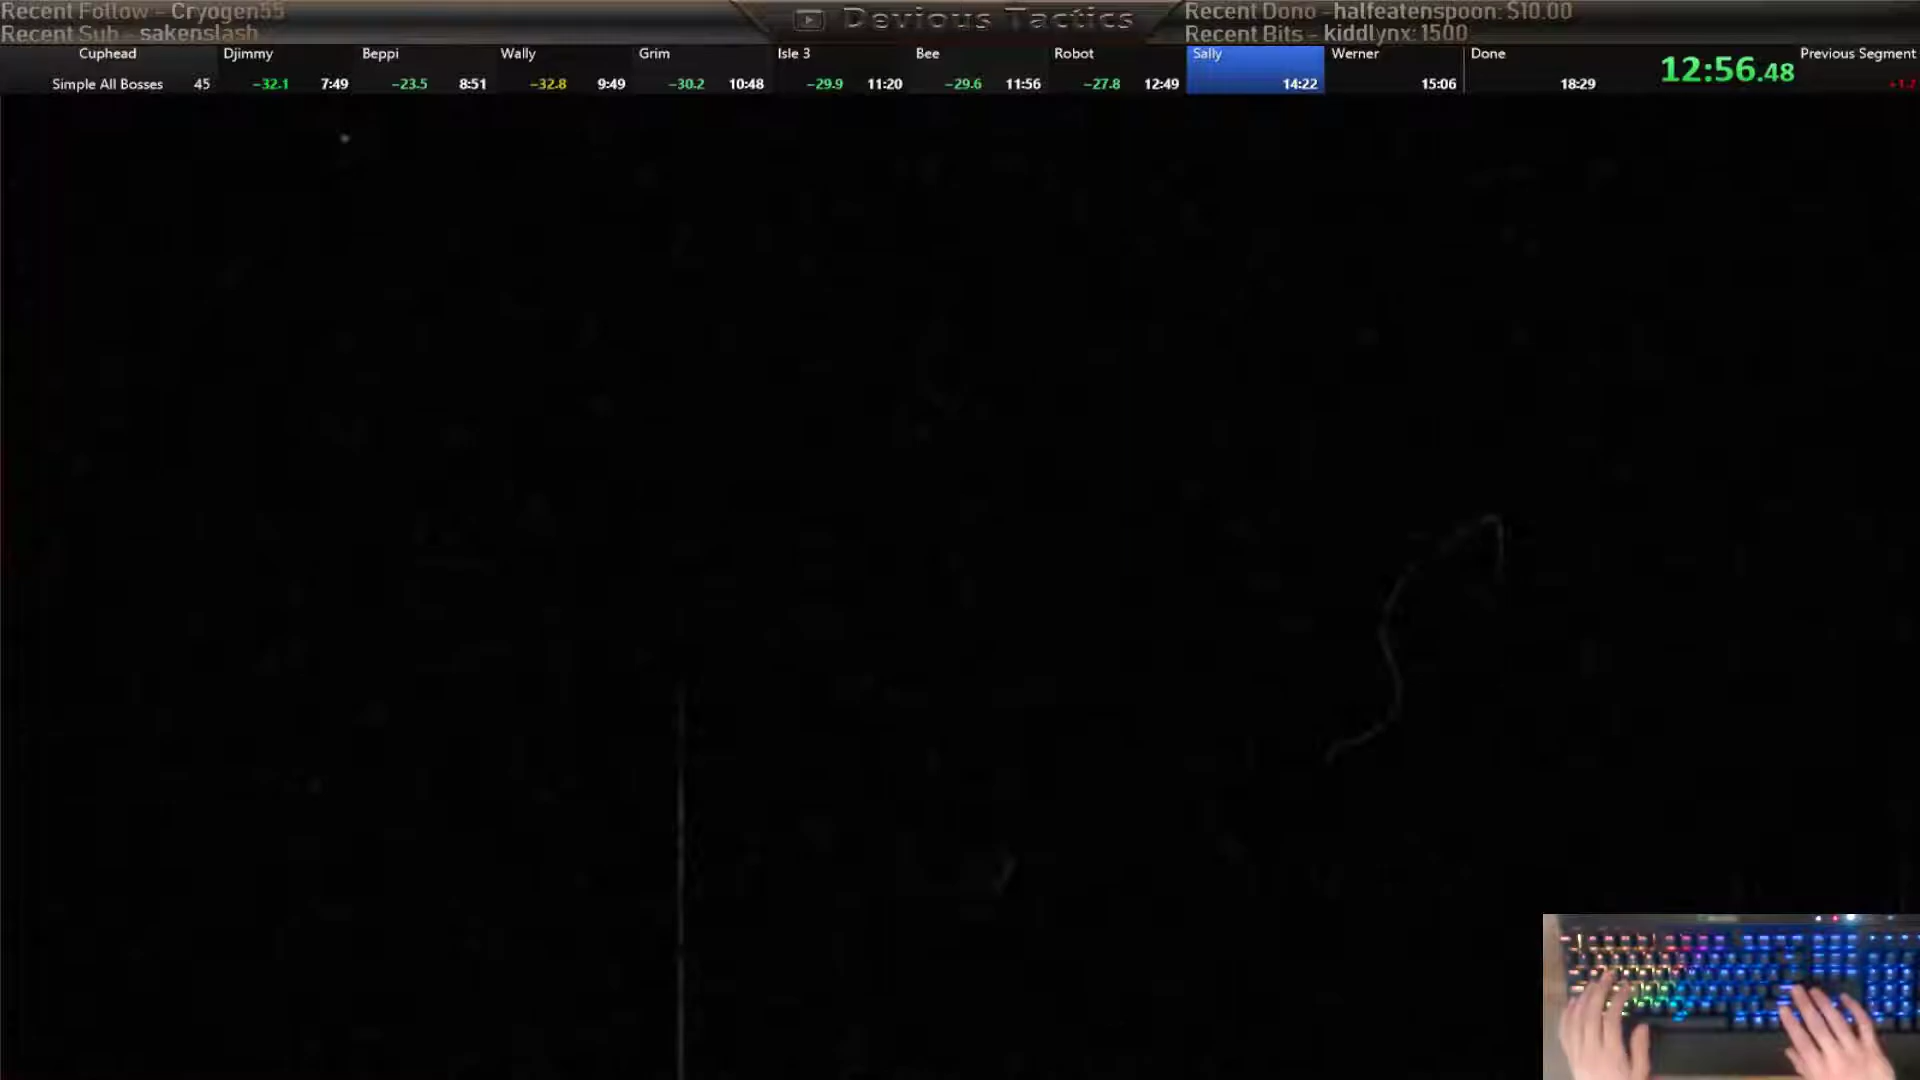 Recent Follow - Cryogen55
Recent Sub - sakenslash
Devious Tactics
Recent Dono -halfeatenspoon: $10.00
Recent Bits - kiddlynx: 1500
Cuphead Djimmy Beppi Wally Grim Isle 3 Bee Robot Sally Werner Done 12:56.48 Previous Segment
Simple All Bosses 45 -32.1 7:49 -23.5 8:51 -32.8 9:49 -30.2 10:48 -29.9 11:20 -29.6 11:56 -27.8 12:49 14:22 15:06 18:29 +1.2